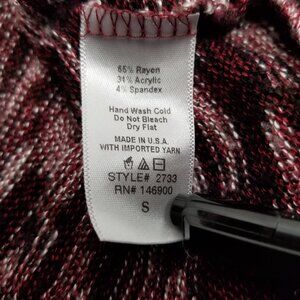 65% Rayon
31% Acrylic
4% Spandex
Hand Wash Cold
Do Not Bleach
Dry Flat
MADE IN U.S.A.
WITH IMPORTED YARN
STYLE# 2733
RN# 146900
S